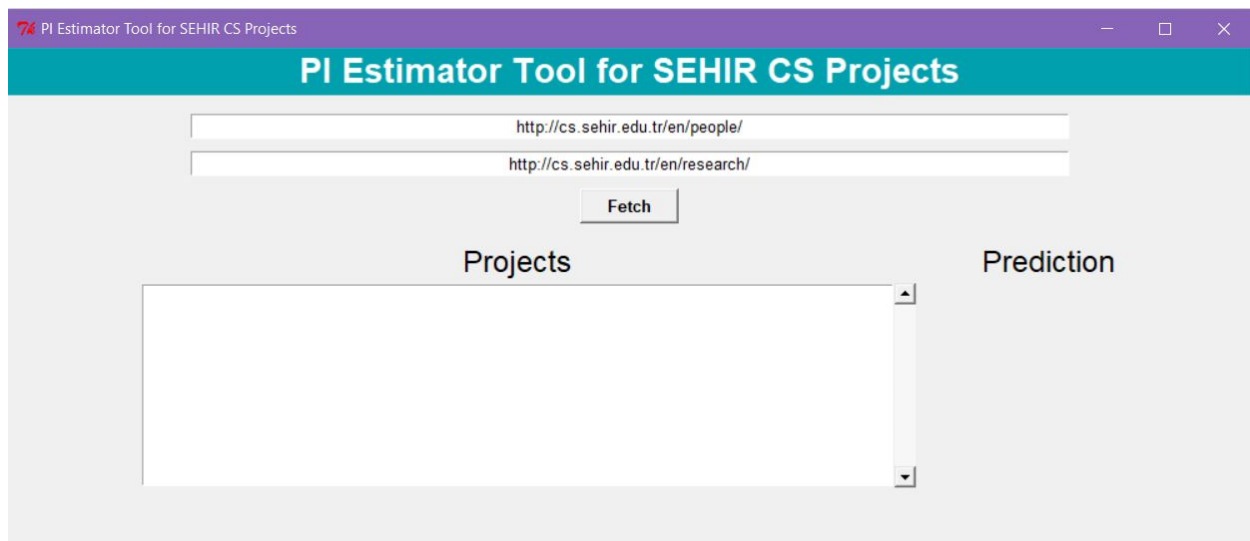 PI Estimator Tool for SEHIR CS Projects
PI Estimator Tool for SEHIR CS Projects
http://cs.sehir.edu.tr/en/people/
http://cs.sehir.edu.tr/en/research/
Fetch
Projects
Prediction